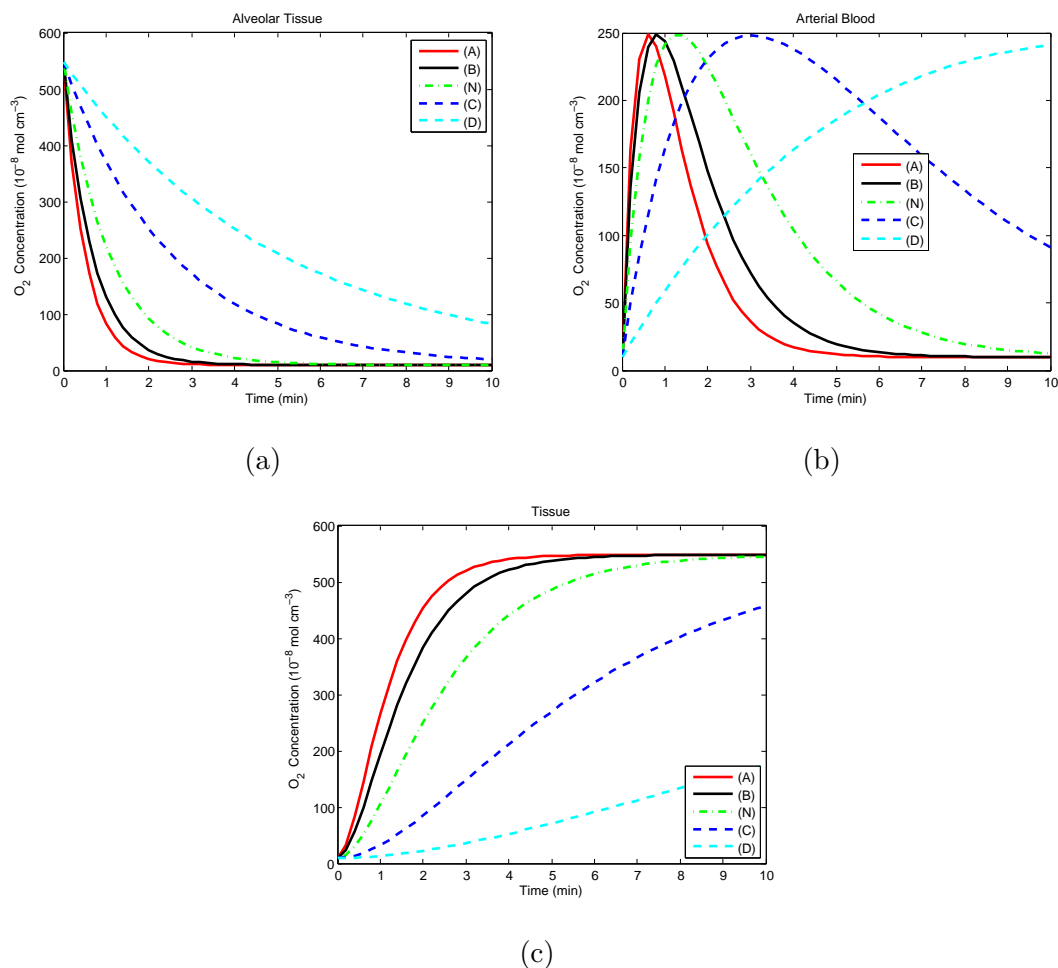 Alveolar Tissue
600
500
400
300
200
100
0
O₂ Concentration (10⁻⁸ mol cm⁻³)
(A)
(B)
(N)
(C)
(D)
0 1 2 3 4 5 6 7 8 9 10
Time (min)
(a)
Arterial Blood
250
200
150
100
50
0
O₂ Concentration (10⁻⁸ mol cm⁻³)
(A)
(B)
(N)
(C)
(D)
0 1 2 3 4 5 6 7 8 9 10
Time (min)
(b)
Tissue
600
500
400
300
200
100
0
O₂ Concentration (10⁻⁸ mol cm⁻³)
(A)
(B)
(N)
(C)
(D)
0 1 2 3 4 5 6 7 8 9 10
Time (min)
(c)